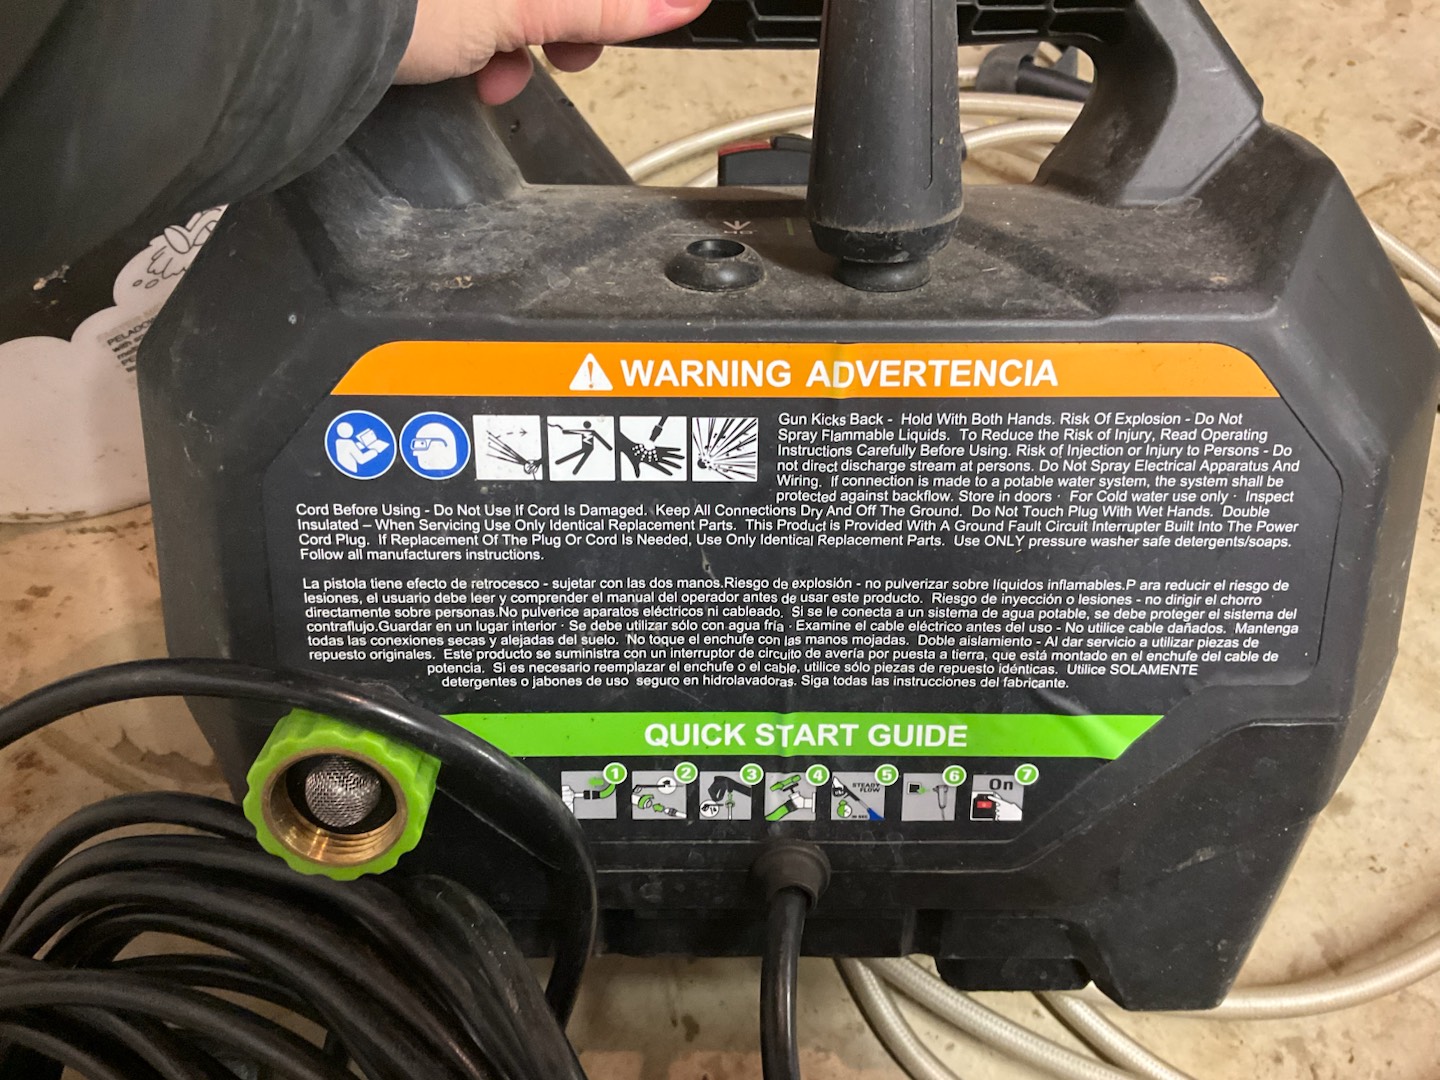 WARNING ADVERTENCIA
Gun Kicks Back - Hold With Both Hands. Risk Of Explosion - Do Not
Spray Flammable Liquids. To Reduce the Risk of Injury, Read Operating
Instructions Carefully Before Using. Risk of Injection or Injury to Persons - Do
not direct discharge stream at persons. Do Not Spray Electrical Apparatus And
Wiring. If connection is made to a potable water system, the system shall be
protected against backflow. Store in doors · For Cold water use only · Inspect
Cord Before Using - Do Not Use If Cord Is Damaged. Keep All Connections Dry And Off The Ground. Do Not Touch Plug With Wet Hands. Double
Insulated – When Servicing Use Only Identical Replacement Parts. This Product is Provided With A Ground Fault Circuit Interrupter Built Into The Power
Cord Plug. If Replacement Of The Plug Or Cord Is Needed, Use Only Identical Replacement Parts. Use ONLY pressure washer safe detergents/soaps.
Follow all manufacturers instructions.
La pistola tiene efecto de retrocesco - sujetar con las dos manos.Riesgo de explosión - no pulverizar sobre líquidos inflamables.P ara reducir el riesgo de
lesiones, el usuario debe leer y comprender el manual del operador antes de usar este producto. Riesgo de inyección o lesiones - no dirigir el chorro
directamente sobre personas.No pulverice aparatos eléctricos ni cableado. Si se le conecta a un sistema de agua potable, se debe proteger el sistema del
contraflujo.Guardar en un lugar interior · Se debe utilizar sólo con agua fría · Examine el cable eléctrico antes del uso - No utilice cable dañados. Mantenga
todas las conexiones secas y alejadas del suelo. No toque el enchufe con las manos mojadas. Doble aislamiento - Al dar servicio a utilizar piezas de
repuesto originales. Este producto se suministra con un interruptor de circuito de avería por puesta a tierra, que está montado en el enchufe del cable de
potencia. Si es necesario reemplazar el enchufe o el cable, utilice sólo piezas de repuesto idénticas. Utilice SOLAMENTE
detergentes o jabones de uso seguro en hidrolavadoras. Siga todas las instrucciones del fabricante.
QUICK START GUIDE
1 2 3 4 5 6 7
STEADY FLOW
On